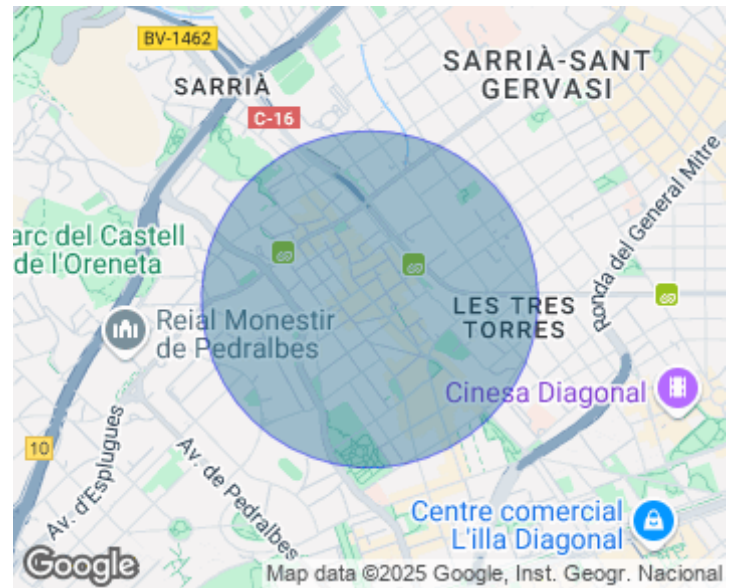 BV-1462
SARRIÀ-SANT
GERVASI
SARRIÀ
C-16
Ronda del General Mitre
arc del Castell
de l'Oreneta
LES TRES
TORRES
Reial Monestir
de Pedralbes
Cinesa Diagonal
10
Av. d'Esplugues
Av. de Pedralbes
Centre comercial
L'illa Diagonal
Google
Map data ©2025 Google, Inst. Geogr. Nacional